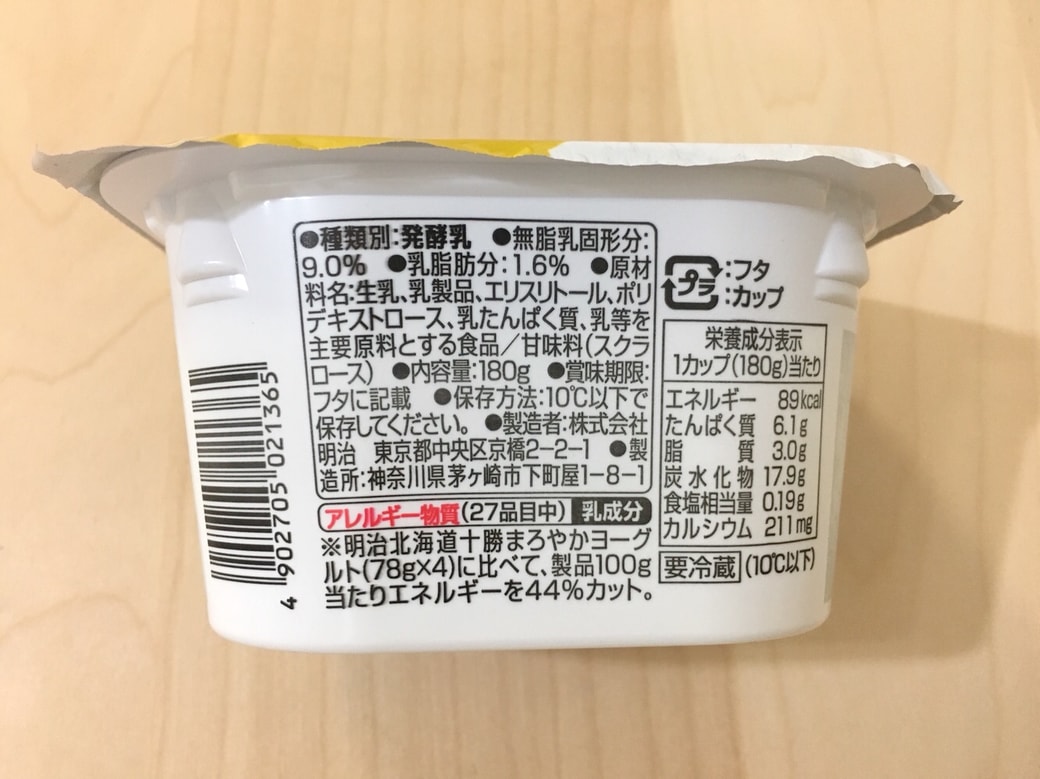 ●種類別:発酵乳 ●無脂乳固形分:
9.0% ●乳脂肪分:1.6% ●原材
料名:生乳、乳製品、エリスリトール、ポリ
デキストロース、乳たんぱく質、乳等を
主要原料とする食品/甘味料(スクラ
ロース) ●内容量:180g ●賞味期限:
フタに記載 ●保存方法:10℃以下で
保存してください。 ●製造者:株式会社
明治 東京都中央区京橋2-2-1 ●製
造所:神奈川県茅ヶ崎市下町屋1-8-1
アレルギー物質(27品目中) 乳成分
※明治北海道十勝まろやかヨーグ
ルト(78g×4)に比べて、製品100g
当たりエネルギーを44%カット。
プラ
:フタ
:カップ
栄養成分表示
1カップ(180g)当たり
エネルギー 89kcal
たんぱく質 6.1g
脂質 3.0g
炭水化物 17.9g
食塩相当量 0.19g
カルシウム 211mg
要冷蔵 (10℃以下)
4 902705 021365